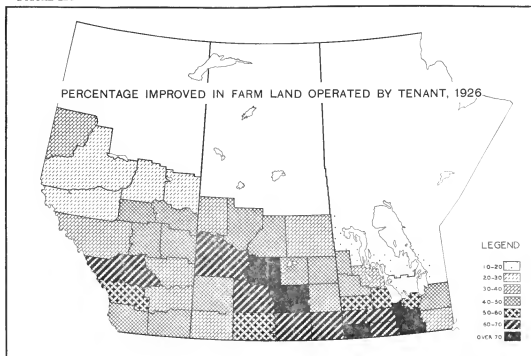 PERCENTAGE IMPROVED IN FARM LAND OPERATED BY TENANT, 1926
LEGEND
10-20
20-30
30-40
40-50
50-60
60-70
OVER 70